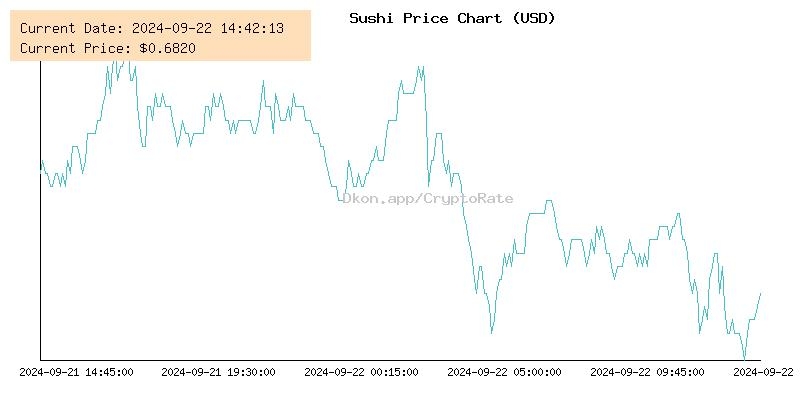 Sushi Price Chart (USD)
Current Date: 2024-09-22 14:42:13
Current Price: $0.6820
Dkon.app/CryptoRate
2024-09-21 14:45:00
2024-09-21 19:30:00
2024-09-22 00:15:00
2024-09-22 05:00:00
2024-09-22 09:45:00
2024-09-22